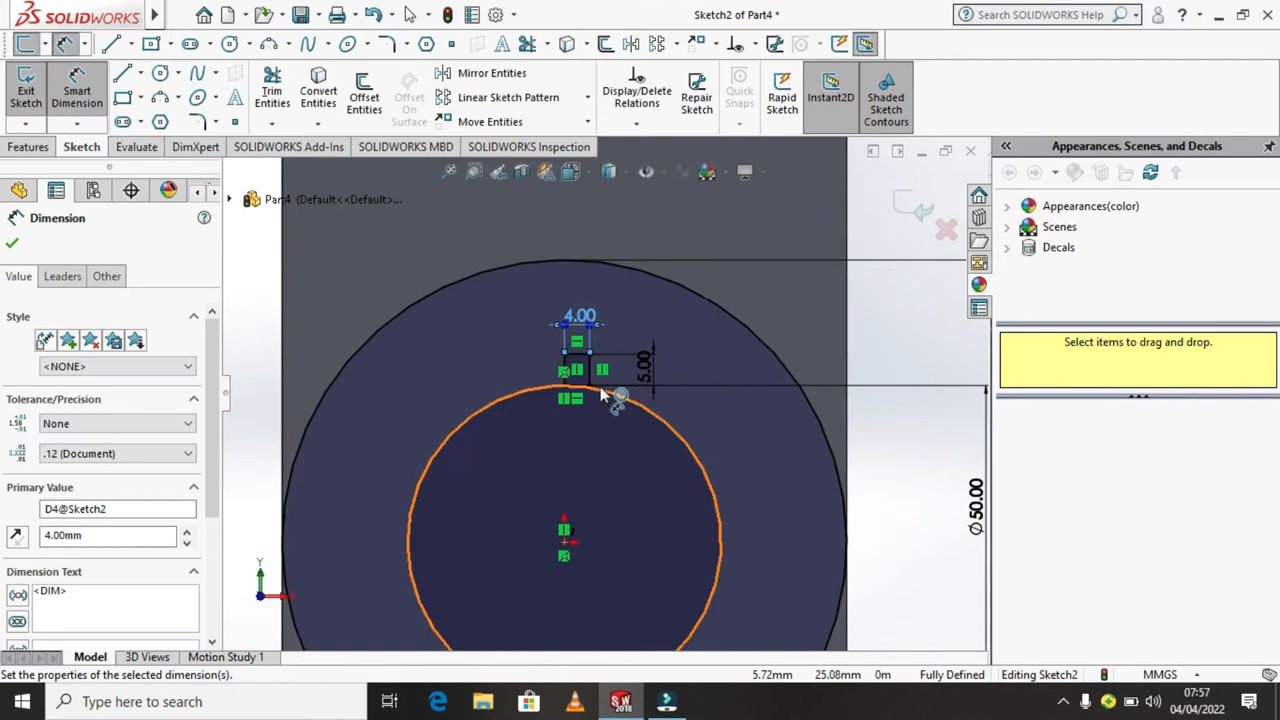 SOLIDWORKS
Sketch2 of Part4 *
Search SOLIDWORKS Help
Exit Sketch
Smart Dimension
Trim Entities
Convert Entities
Offset Entities
Offset On Surface
Mirror Entities
Linear Sketch Pattern
Move Entities
Display/Delete Relations
Repair Sketch
Quick Snaps
Rapid Sketch
Instant2D
Shaded Sketch Contours
Features
Sketch
Evaluate
DimXpert
SOLIDWORKS Add-Ins
SOLIDWORKS MBD
SOLIDWORKS Inspection
Appearances, Scenes, and Decals
Part4 (Default<<Default>...
Dimension
Value
Leaders
Other
Style
<NONE>
Tolerance/Precision
None
.12 (Document)
Primary Value
D4@Sketch2
4.00mm
Dimension Text
<DIM>
4.00
5.00
Ø50.00
Y
Appearances(color)
Scenes
Decals
Select items to drag and drop.
Model
3D Views
Motion Study 1
Set the properties of the selected dimension(s).
5.72mm
25.08mm
0m
Fully Defined
Editing Sketch2
MMGS
Type here to search
07:57
04/04/2022